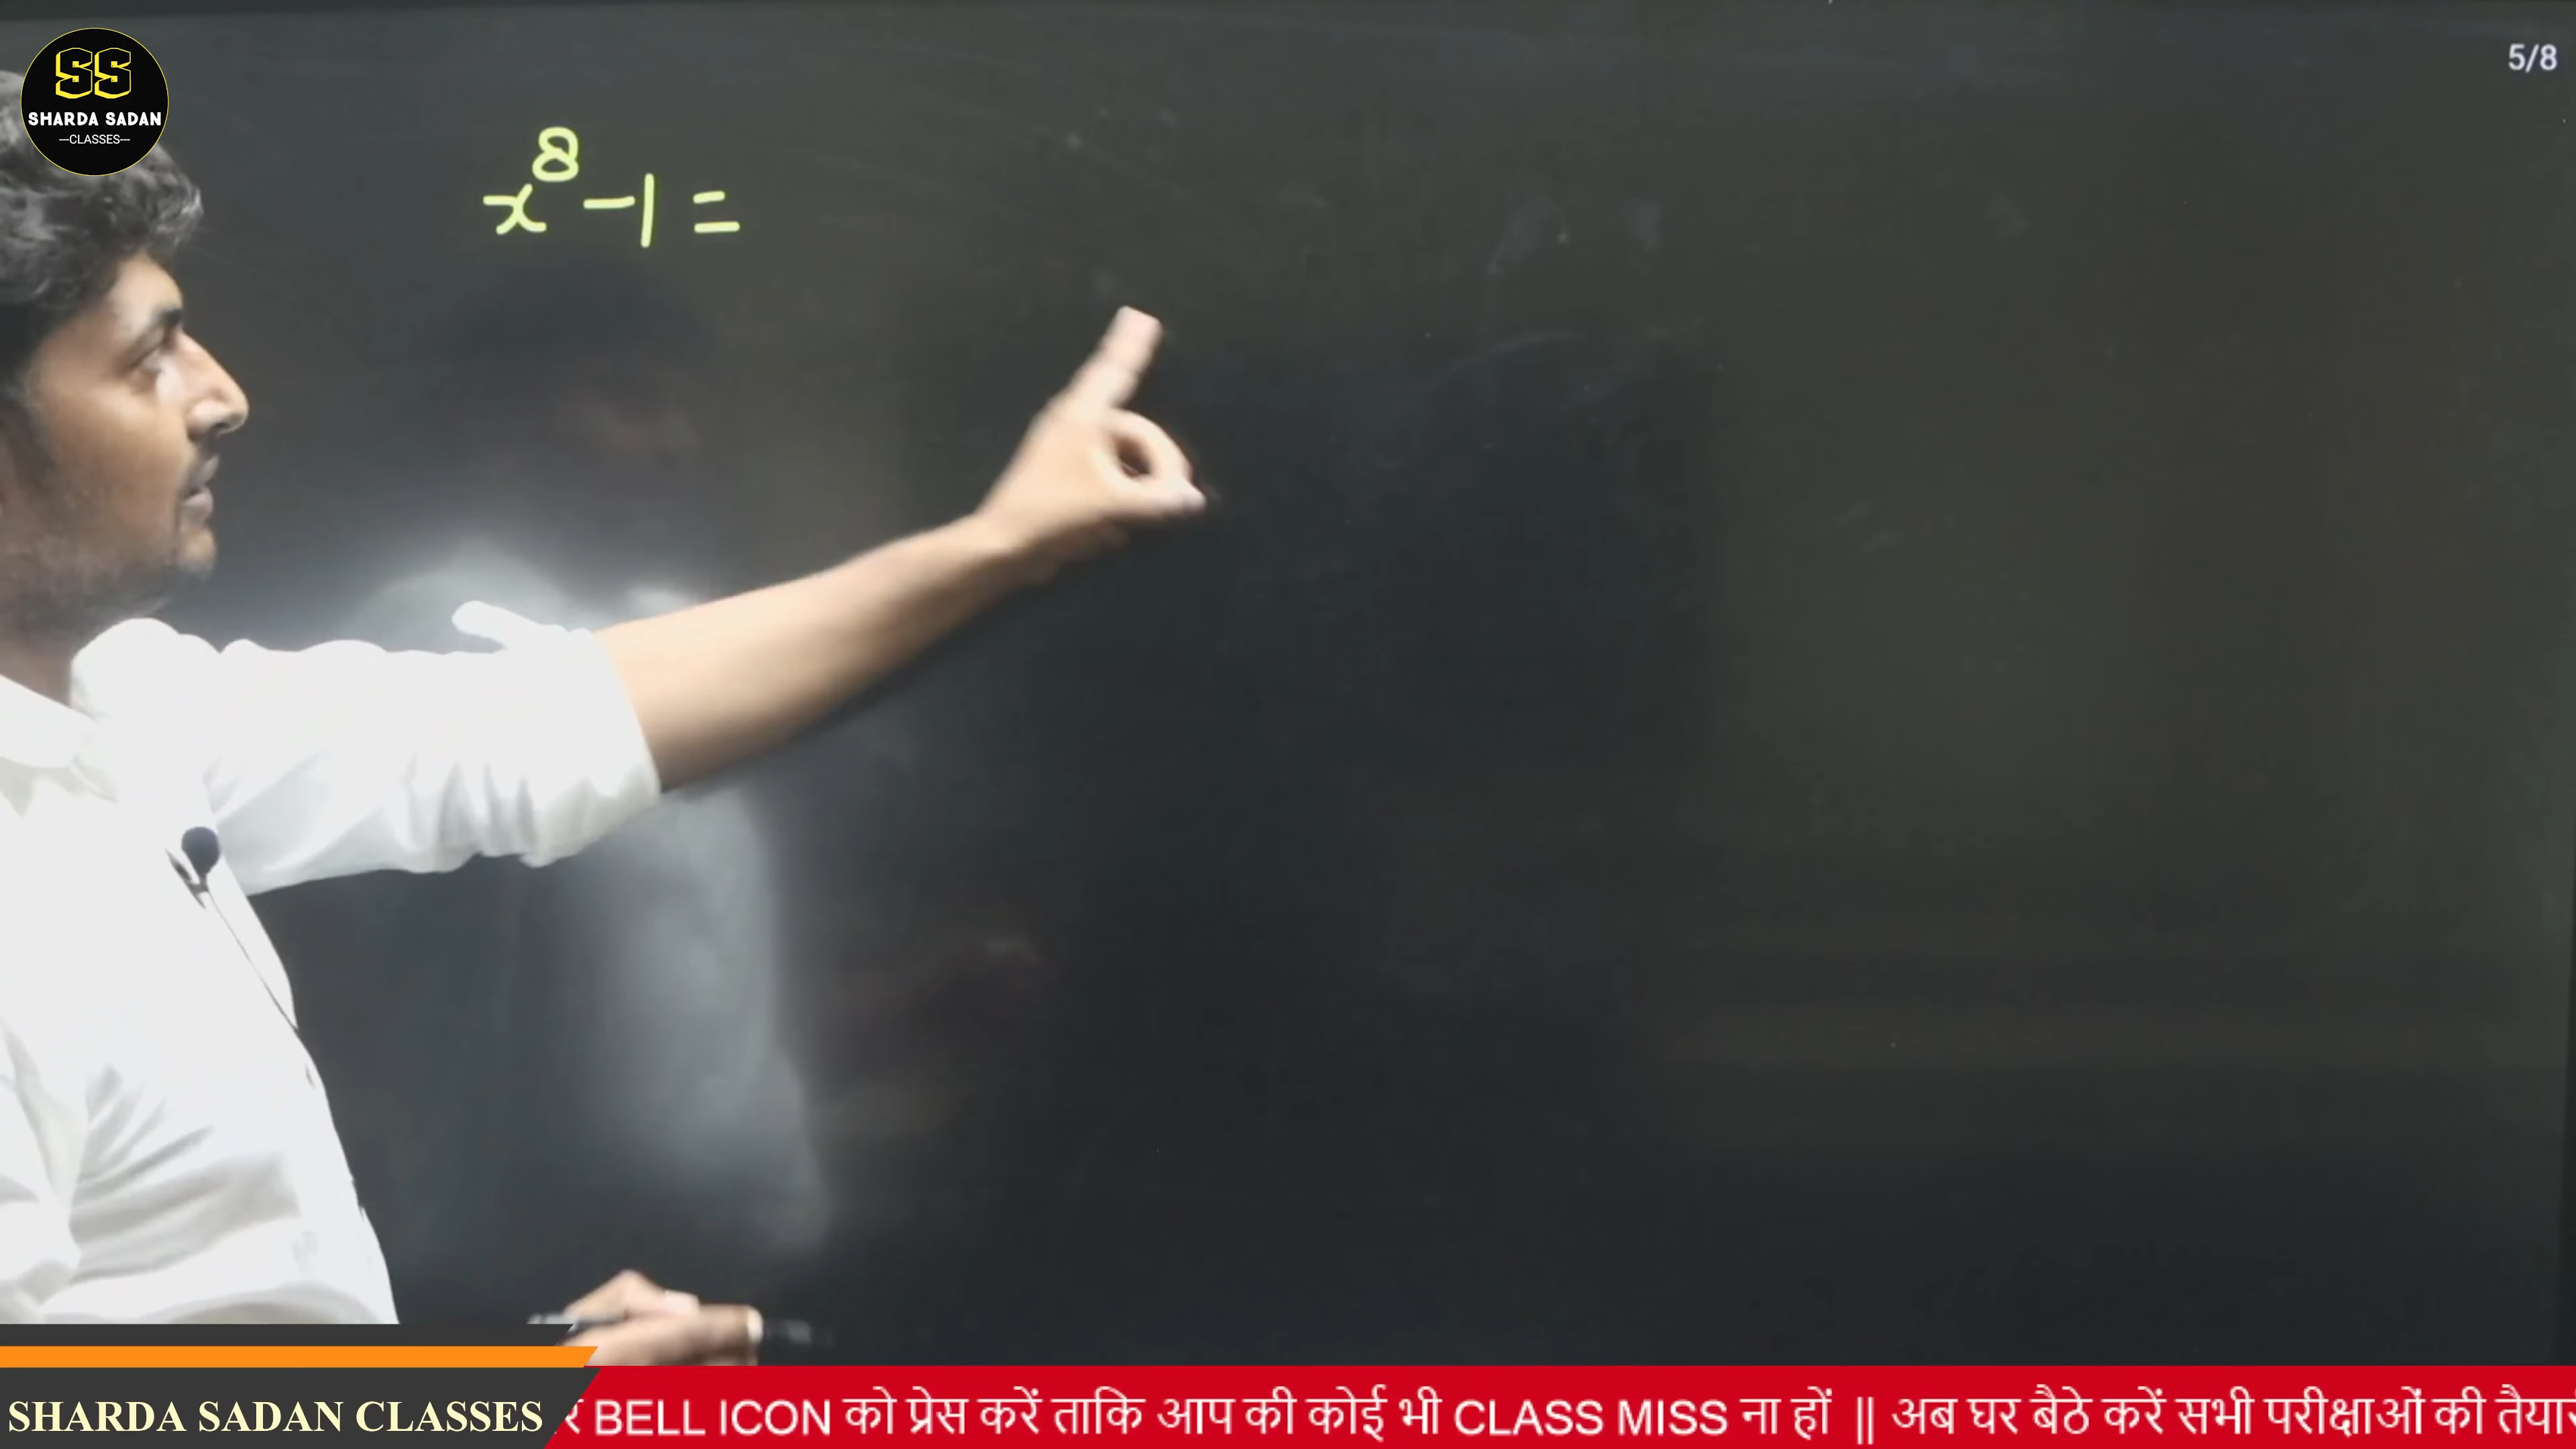 SS
SHARDA SADAN
—CLASSES—
5/8
x⁸-1=
SHARDA SADAN CLASSES
BELL ICON को प्रेस करें ताकि आप की कोई भी CLASS MISS ना हों || अब घर बैठे करें सभी परीक्षाओं की